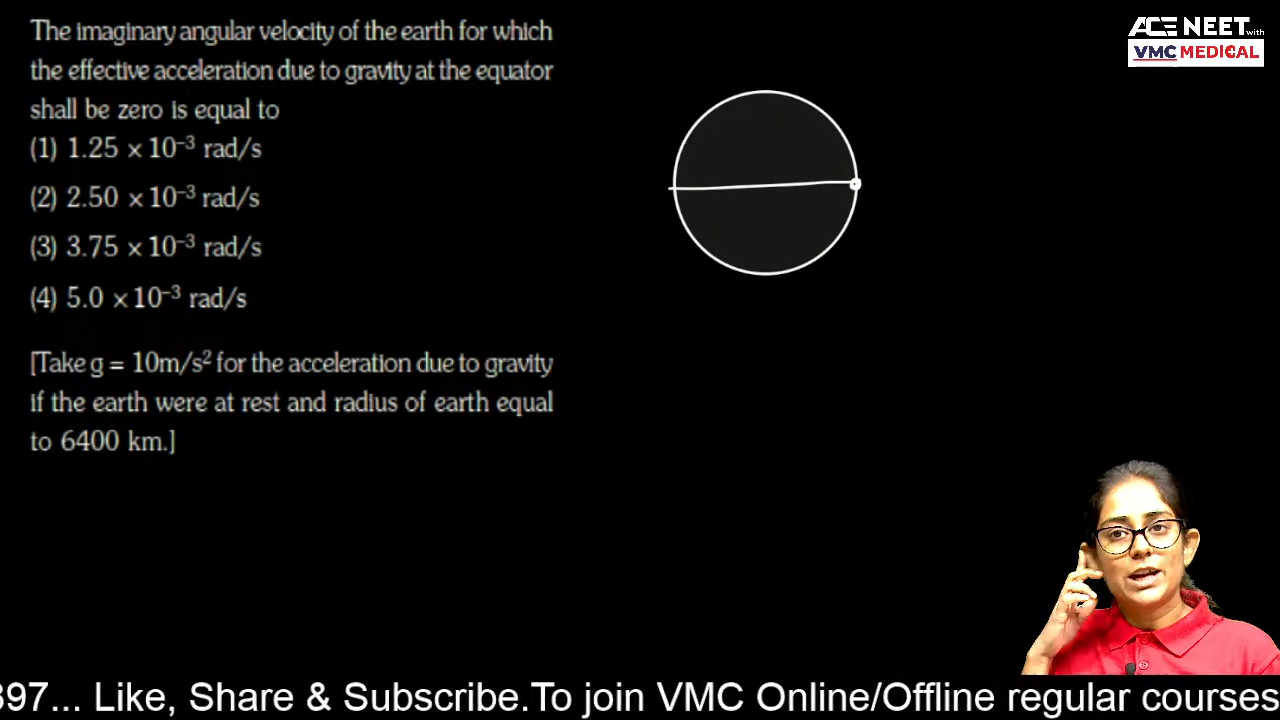 The imaginary angular velocity of the earth for which
the effective acceleration due to gravity at the equator
shall be zero is equal to
(1) 1.25 × 10⁻³ rad/s
(2) 2.50 × 10⁻³ rad/s
(3) 3.75 × 10⁻³ rad/s
(4) 5.0 × 10⁻³ rad/s
[Take g = 10m/s² for the acceleration due to gravity
if the earth were at rest and radius of earth equal
to 6400 km.]
ACE NEET with
VMC MEDICAL
397... Like, Share & Subscribe.To join VMC Online/Offline regular courses